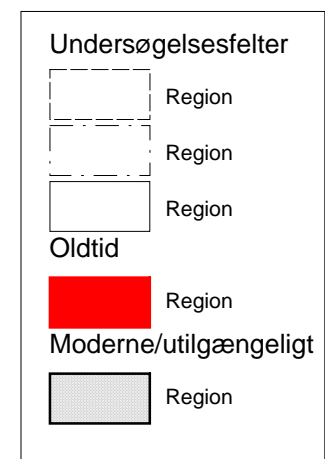 Undersøgelsesfelter
Region
Region
Region
Oldtid
Region
Moderne/utilgængeligt
Region